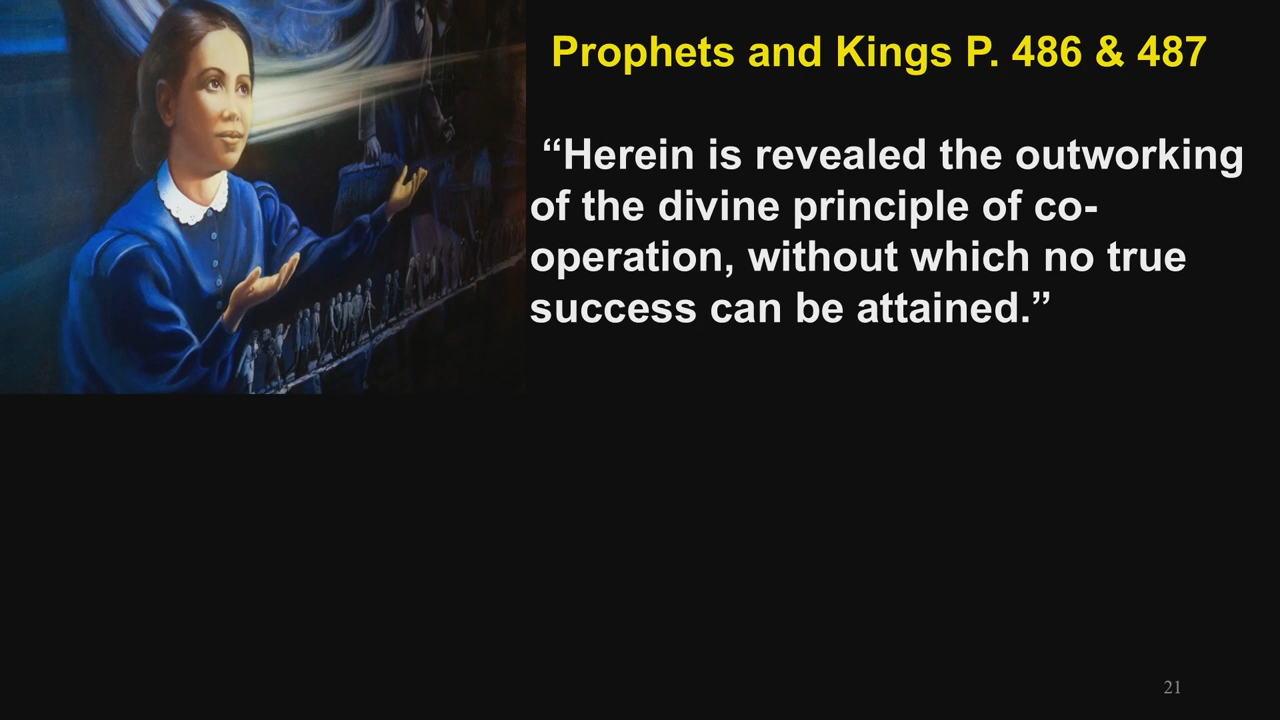 Prophets and Kings P. 486 & 487
“Herein is revealed the outworking
of the divine principle of co-
operation, without which no true
success can be attained.”
21